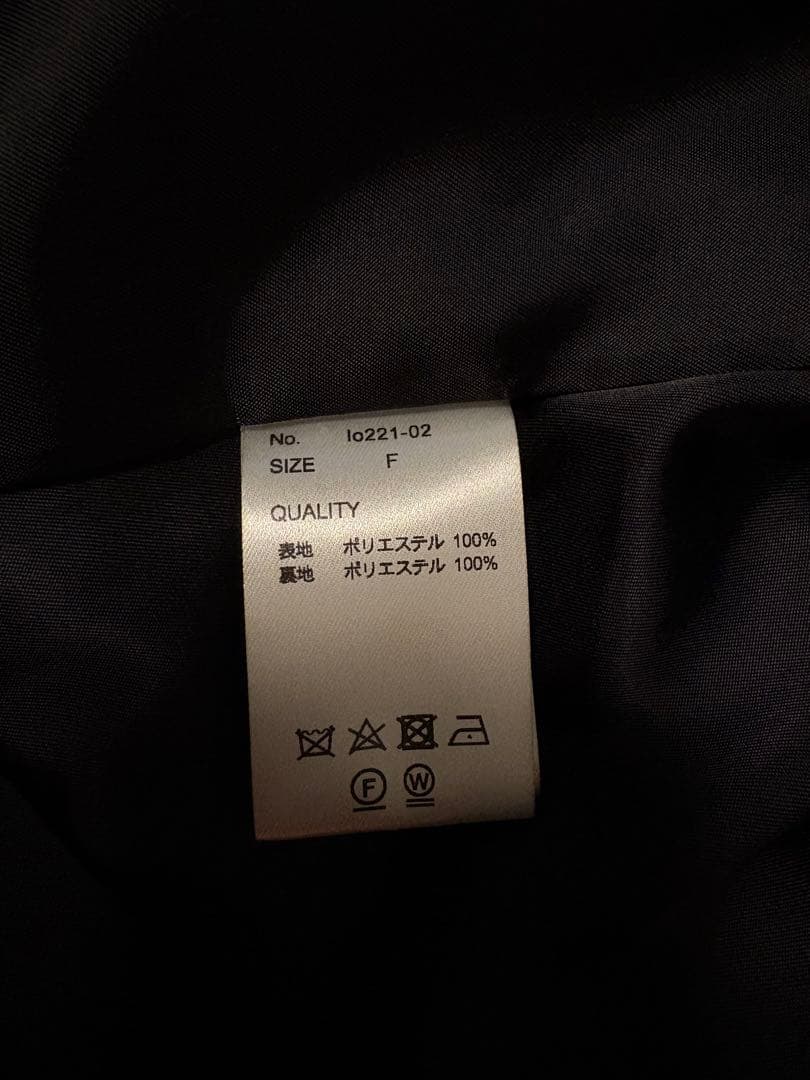 No. lo221-02
SIZE F
QUALITY
表地 ポリエステル 100%
裏地 ポリエステル 100%
F W